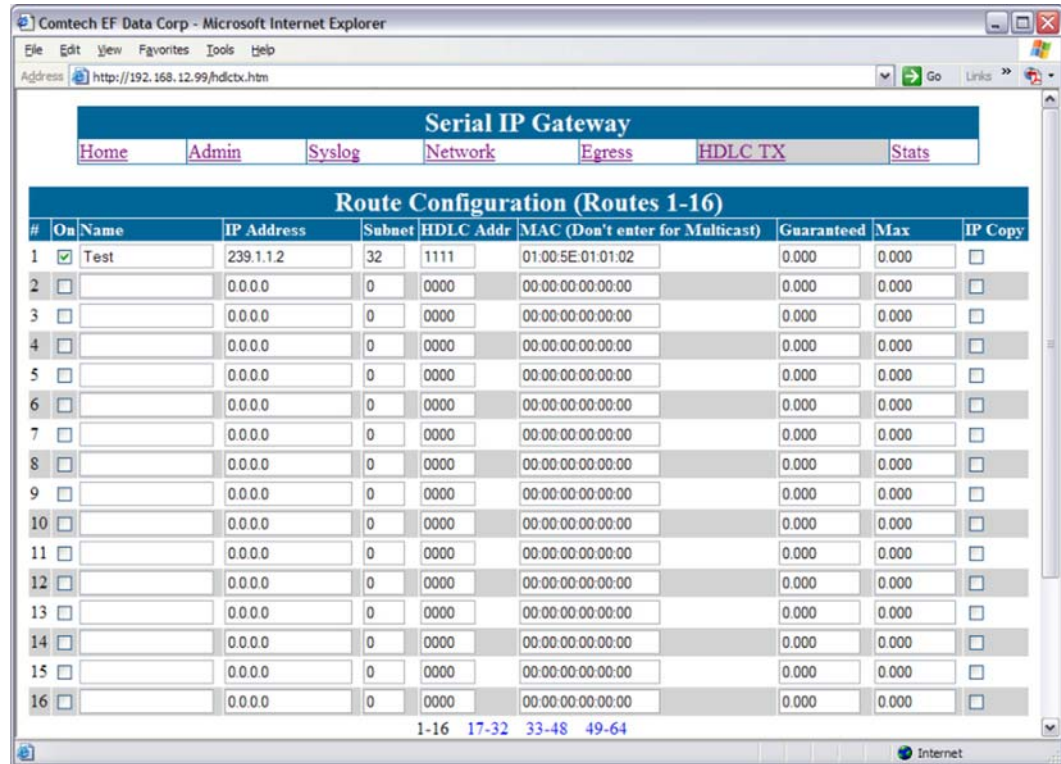 Comtech EF Data Corp - Microsoft Internet Explorer
File Edit View Favorites Tools Help
Address http://192.168.12.99/hdlctx.htm Go Links »
Serial IP Gateway
Home Admin Syslog Network Egress HDLC TX Stats
Route Configuration (Routes 1-16)
# On Name IP Address Subnet HDLC Addr MAC (Don't enter for Multicast) Guaranteed Max IP Copy
1 Test 239.1.1.2 32 1111 01:00:5E:01:01:02 0.000 0.000
2 0.0.0.0 0 0000 00:00:00:00:00:00 0.000 0.000
3 0.0.0.0 0 0000 00:00:00:00:00:00 0.000 0.000
4 0.0.0.0 0 0000 00:00:00:00:00:00 0.000 0.000
5 0.0.0.0 0 0000 00:00:00:00:00:00 0.000 0.000
6 0.0.0.0 0 0000 00:00:00:00:00:00 0.000 0.000
7 0.0.0.0 0 0000 00:00:00:00:00:00 0.000 0.000
8 0.0.0.0 0 0000 00:00:00:00:00:00 0.000 0.000
9 0.0.0.0 0 0000 00:00:00:00:00:00 0.000 0.000
10 0.0.0.0 0 0000 00:00:00:00:00:00 0.000 0.000
11 0.0.0.0 0 0000 00:00:00:00:00:00 0.000 0.000
12 0.0.0.0 0 0000 00:00:00:00:00:00 0.000 0.000
13 0.0.0.0 0 0000 00:00:00:00:00:00 0.000 0.000
14 0.0.0.0 0 0000 00:00:00:00:00:00 0.000 0.000
15 0.0.0.0 0 0000 00:00:00:00:00:00 0.000 0.000
16 0.0.0.0 0 0000 00:00:00:00:00:00 0.000 0.000
1-16 17-32 33-48 49-64
Internet